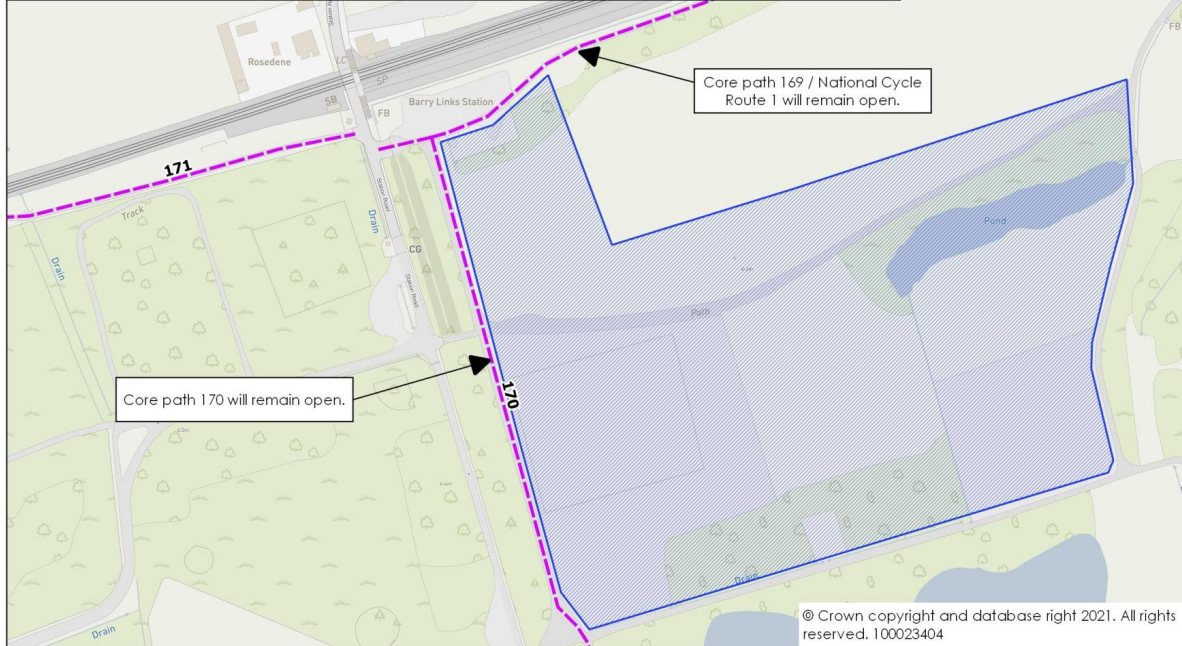 Rosedene
LC
SP
SB
FB
Barry Links Station
FB
Core path 169 / National Cycle
Route 1 will remain open.
171
Track
Drain
Drain
Station Road
CG
Station Road
Pond
Path
Core path 170 will remain open.
170
Drain
Drain
© Crown copyright and database right 2021. All rights
reserved. 100023404